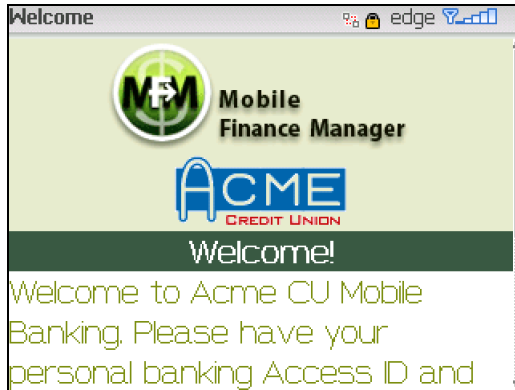 Welcome edge
MFM Mobile
Finance Manager
ACME
CREDIT UNION
Welcome!
Welcome to Acme CU Mobile
Banking. Please have your
personal banking Access ID and